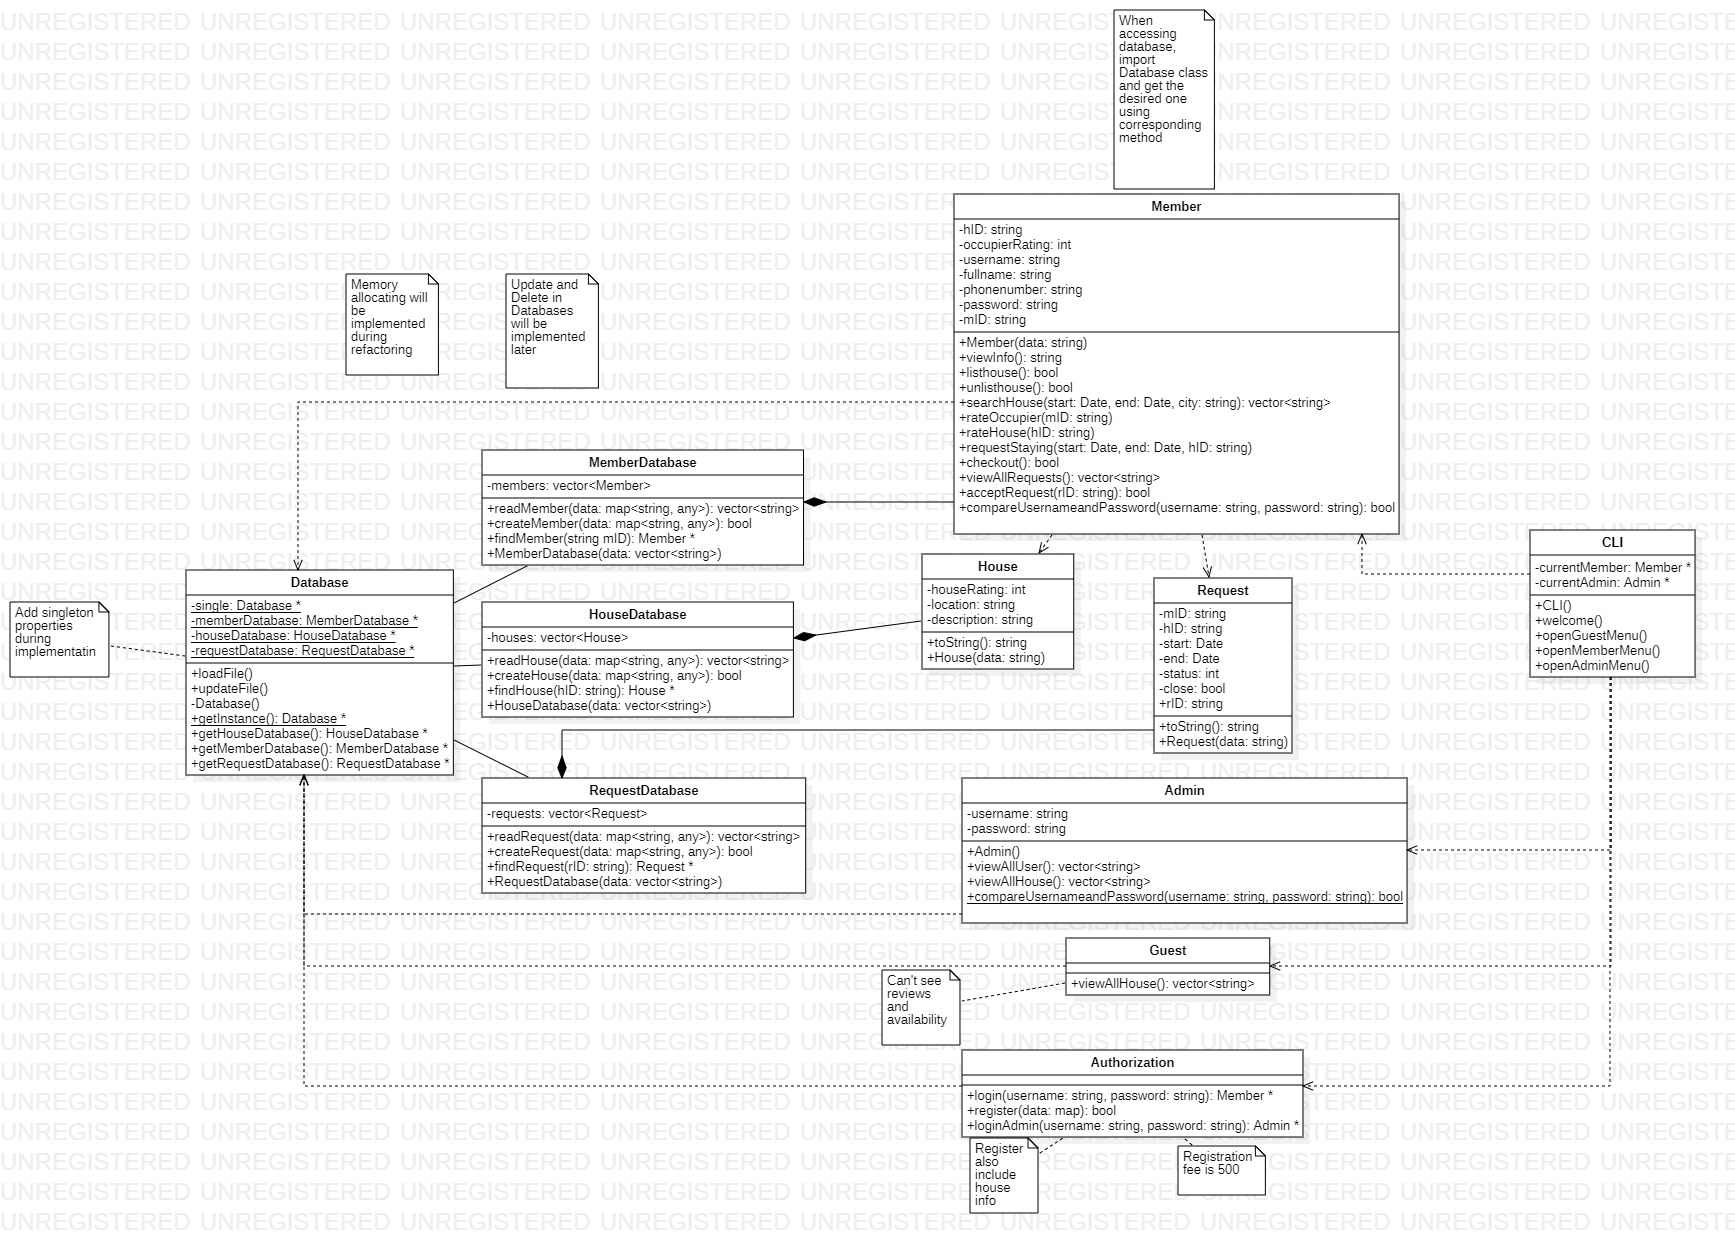 When
accessing
database,
import
Database class
and get the
desired one
using
corresponding
method
Member
-hID: string
-occupierRating: int
-username: string
-fullname: string
-phonenumber: string
-password: string
-mID: string
+Member(data: string)
+viewInfo(): string
+listhouse(): bool
+unlisthouse(): bool
+searchHouse(start: Date, end: Date, city: string): vector<string>
+rateOccupier(mID: string)
+rateHouse(hID: string)
+requestStaying(start: Date, end: Date, hID: string)
+checkout(): bool
+viewAllRequests(): vector<string>
+acceptRequest(rID: string): bool
+compareUsernameandPassword(username: string, password: string): bool
Memory
allocating will
be
implemented
during
refactoring
Update and
Delete in
Databases
will be
implemented
later
MemberDatabase
-members: vector<Member>
+readMember(data: map<string, any>): vector<string>
+createMember(data: map<string, any>): bool
+findMember(string mID): Member *
+MemberDatabase(data: vector<string>)
CLI
-currentMember: Member *
-currentAdmin: Admin *
+CLI()
+welcome()
+openGuestMenu()
+openMemberMenu()
+openAdminMenu()
House
-houseRating: int
-location: string
-description: string
+toString(): string
+House(data: string)
Request
-mID: string
-hID: string
-start: Date
-end: Date
-status: int
-close: bool
+rID: string
+toString(): string
+Request(data: string)
Database
-single: Database *
-memberDatabase: MemberDatabase *
-houseDatabase: HouseDatabase *
-requestDatabase: RequestDatabase *
+loadFile()
+updateFile()
-Database()
+getInstance(): Database *
+getHouseDatabase(): HouseDatabase *
+getMemberDatabase(): MemberDatabase *
+getRequestDatabase(): RequestDatabase *
Add singleton
properties
during
implementatin
HouseDatabase
-houses: vector<House>
+readHouse(data: map<string, any>): vector<string>
+createHouse(data: map<string, any>): bool
+findHouse(hID: string): House *
+HouseDatabase(data: vector<string>)
RequestDatabase
-requests: vector<Request>
+readRequest(data: map<string, any>): vector<string>
+createRequest(data: map<string, any>): bool
+findRequest(rID: string): Request *
+RequestDatabase(data: vector<string>)
Admin
-username: string
-password: string
+Admin()
+viewAllUser(): vector<string>
+viewAllHouse(): vector<string>
+compareUsernameandPassword(username: string, password: string): bool
Guest
+viewAllHouse(): vector<string>
Can't see
reviews
and
availability
Authorization
+login(username: string, password: string): Member *
+register(data: map): bool
+loginAdmin(username: string, password: string): Admin *
Register
also
include
house
info
Registration
fee is 500
UNREGISTERED